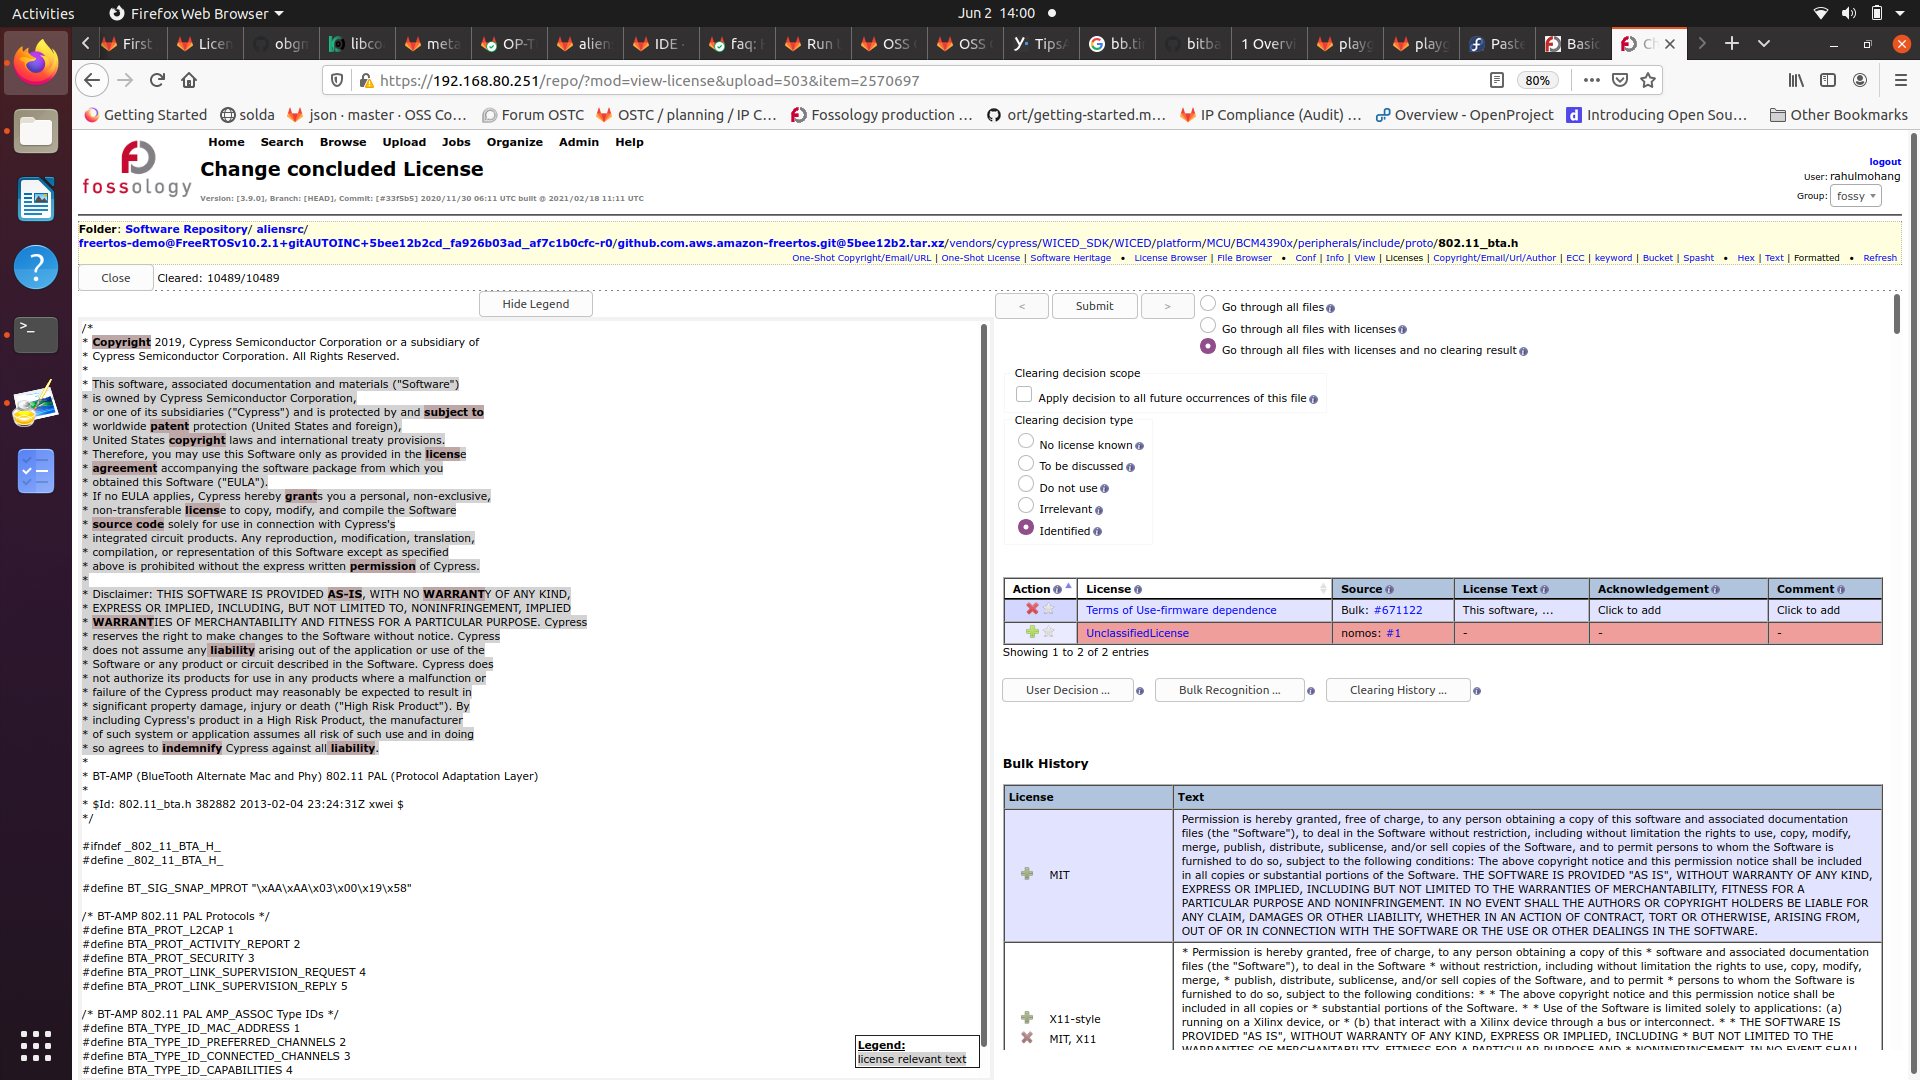 Activities
Firefox Web Browser
Jun 2 14:00
First
Licen
obgn
libco
meta
OP-T
alien
IDE
faq: H
Run
OSS C
OSS C
TipsA
bb.ti
bitba
1 Overv
playg
playg
Paste
Basic
https://192.168.80.251/repo/?mod=view-license&upload=503&item=2570697
80%
Getting Started
solda
json · master · OSS Co…
Forum OSTC
OSTC / planning / IP C…
Fossology production …
ort/getting-started.m…
IP Compliance (Audit) …
Overview - OpenProject
Introducing Open Sou…
Other Bookmarks
fossology
Home Search Browse Upload Jobs Organize Admin Help
Change concluded License
Version: [3.9.0], Branch: [HEAD], Commit: [#33f5b5] 2020/11/30 06:11 UTC built @ 2021/02/18 11:11 UTC
logout
User: rahulmohang
Group: fossy
Folder: Software Repository/ aliensrc/
freertos-demo@FreeRTOSv10.2.1+gitAUTOINC+5bee12b2cd_fa926b03ad_af7c1b0cfc-r0/github.com.aws.amazon-freertos.git@5bee12b2.tar.xz/vendors/cypress/WICED_SDK/WICED/platform/MCU/BCM4390x/peripherals/include/proto/802.11_bta.h
One-Shot Copyright/Email/URL | One-Shot License | Software Heritage • License Browser | File Browser • Conf | Info | View | Licenses | Copyright/Email/Url/Author | ECC | keyword | Bucket | Spasht • Hex | Text | Formatted • Refresh
Close
Cleared: 10489/10489
Hide Legend
/*
* Copyright 2019, Cypress Semiconductor Corporation or a subsidiary of
* Cypress Semiconductor Corporation. All Rights Reserved.
*
* This software, associated documentation and materials ("Software")
* is owned by Cypress Semiconductor Corporation,
* or one of its subsidiaries ("Cypress") and is protected by and subject to
* worldwide patent protection (United States and foreign),
* United States copyright laws and international treaty provisions.
* Therefore, you may use this Software only as provided in the license
* agreement accompanying the software package from which you
* obtained this Software ("EULA").
* If no EULA applies, Cypress hereby grants you a personal, non-exclusive,
* non-transferable license to copy, modify, and compile the Software
* source code solely for use in connection with Cypress's
* integrated circuit products. Any reproduction, modification, translation,
* compilation, or representation of this Software except as specified
* above is prohibited without the express written permission of Cypress.
*
* Disclaimer: THIS SOFTWARE IS PROVIDED AS-IS, WITH NO WARRANTY OF ANY KIND,
* EXPRESS OR IMPLIED, INCLUDING, BUT NOT LIMITED TO, NONINFRINGEMENT, IMPLIED
* WARRANTIES OF MERCHANTABILITY AND FITNESS FOR A PARTICULAR PURPOSE. Cypress
* reserves the right to make changes to the Software without notice. Cypress
* does not assume any liability arising out of the application or use of the
* Software or any product or circuit described in the Software. Cypress does
* not authorize its products for use in any products where a malfunction or
* failure of the Cypress product may reasonably be expected to result in
* significant property damage, injury or death ("High Risk Product"). By
* including Cypress's product in a High Risk Product, the manufacturer
* of such system or application assumes all risk of such use and in doing
* so agrees to indemnify Cypress against all liability.
*
* BT-AMP (BlueTooth Alternate Mac and Phy) 802.11 PAL (Protocol Adaptation Layer)
*
* $Id: 802.11_bta.h 382882 2013-02-04 23:24:31Z xwei $
*/
#ifndef _802_11_BTA_H_
#define _802_11_BTA_H_
#define BT_SIG_SNAP_MPROT "\xAA\xAA\x03\x00\x19\x58"
/* BT-AMP 802.11 PAL Protocols */
#define BTA_PROT_L2CAP 1
#define BTA_PROT_ACTIVITY_REPORT 2
#define BTA_PROT_SECURITY 3
#define BTA_PROT_LINK_SUPERVISION_REQUEST 4
#define BTA_PROT_LINK_SUPERVISION_REPLY 5
/* BT-AMP 802.11 PAL AMP_ASSOC Type IDs */
#define BTA_TYPE_ID_MAC_ADDRESS 1
#define BTA_TYPE_ID_PREFERRED_CHANNELS 2
#define BTA_TYPE_ID_CONNECTED_CHANNELS 3
#define BTA_TYPE_ID_CAPABILITIES 4
Legend:
license relevant text
< Submit >
Go through all files
Go through all files with licenses
Go through all files with licenses and no clearing result
Clearing decision scope
Apply decision to all future occurrences of this file
Clearing decision type
No license known
To be discussed
Do not use
Irrelevant
Identified
Action License Source License Text Acknowledgement Comment
Terms of Use-firmware dependence Bulk: #671122 This software, ... Click to add Click to add
UnclassifiedLicense nomos: #1 - - -
Showing 1 to 2 of 2 entries
User Decision ... Bulk Recognition ... Clearing History ...
Bulk History
License Text
MIT
Permission is hereby granted, free of charge, to any person obtaining a copy of this software and associated documentation
files (the "Software"), to deal in the Software without restriction, including without limitation the rights to use, copy, modify,
merge, publish, distribute, sublicense, and/or sell copies of the Software, and to permit persons to whom the Software is
furnished to do so, subject to the following conditions: The above copyright notice and this permission notice shall be included
in all copies or substantial portions of the Software. THE SOFTWARE IS PROVIDED "AS IS", WITHOUT WARRANTY OF ANY KIND,
EXPRESS OR IMPLIED, INCLUDING BUT NOT LIMITED TO THE WARRANTIES OF MERCHANTABILITY, FITNESS FOR A
PARTICULAR PURPOSE AND NONINFRINGEMENT. IN NO EVENT SHALL THE AUTHORS OR COPYRIGHT HOLDERS BE LIABLE FOR
ANY CLAIM, DAMAGES OR OTHER LIABILITY, WHETHER IN AN ACTION OF CONTRACT, TORT OR OTHERWISE, ARISING FROM,
OUT OF OR IN CONNECTION WITH THE SOFTWARE OR THE USE OR OTHER DEALINGS IN THE SOFTWARE.
X11-style
MIT, X11
* Permission is hereby granted, free of charge, to any person obtaining a copy of this * software and associated documentation
files (the "Software"), to deal in the Software * without restriction, including without limitation the rights to use, copy, modify,
merge, * publish, distribute, sublicense, and/or sell copies of the Software, and to permit * persons to whom the Software is
furnished to do so, subject to the following conditions: * * The above copyright notice and this permission notice shall be
included in all copies or * substantial portions of the Software. * * Use of the Software is limited solely to applications: (a)
running on a Xilinx device, or * (b) that interact with a Xilinx device through a bus or interconnect. * * THE SOFTWARE IS
PROVIDED "AS IS", WITHOUT WARRANTY OF ANY KIND, EXPRESS OR IMPLIED, INCLUDING * BUT NOT LIMITED TO THE
WARRANTIES OF MERCHANTABILITY, FITNESS FOR A PARTICULAR PURPOSE AND * NONINFRINGEMENT. IN NO EVENT SHALL